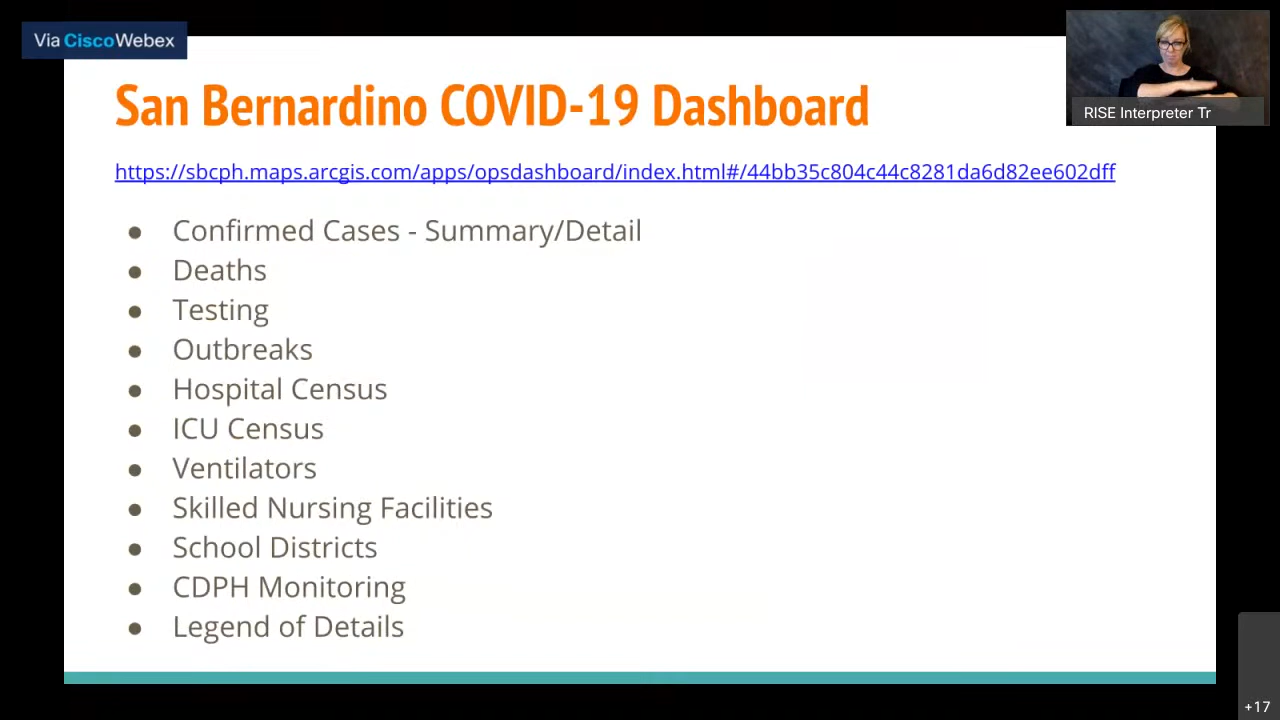 Via CiscoWebex
San Bernardino COVID-19 Dashboard
RISE Interpreter Tr
https://sbcph.maps.arcgis.com/apps/opsdashboard/index.html#/44bb35c804c44c8281da6d82ee602dff
● Confirmed Cases - Summary/Detail
● Deaths
● Testing
● Outbreaks
● Hospital Census
● ICU Census
● Ventilators
● Skilled Nursing Facilities
● School Districts
● CDPH Monitoring
● Legend of Details
+17